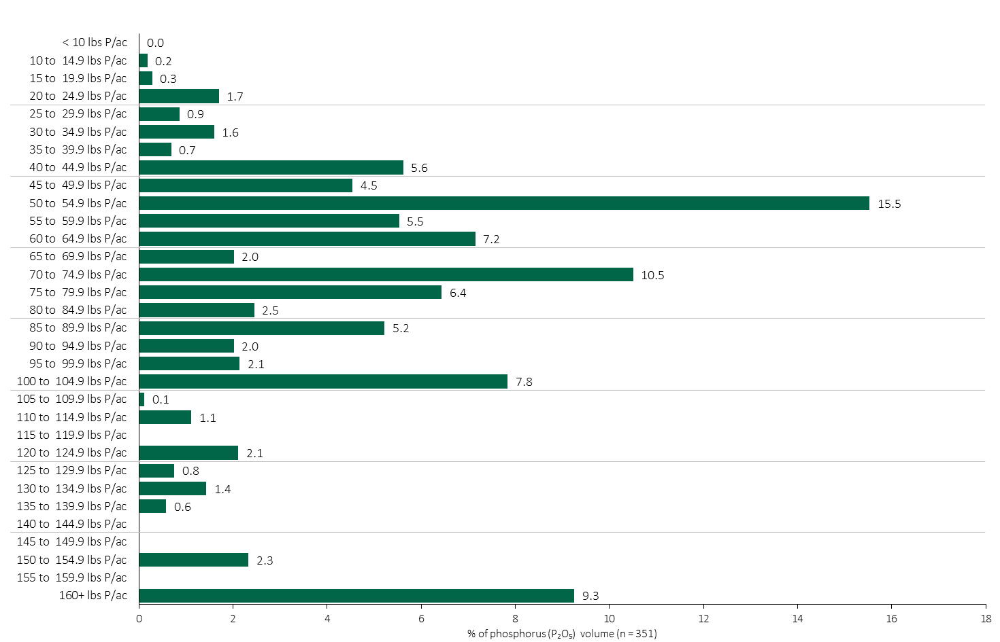 < 10 lbs P/ac 0.0
10 to 14.9 lbs P/ac 0.2
15 to 19.9 lbs P/ac 0.3
20 to 24.9 lbs P/ac 1.7
25 to 29.9 lbs P/ac 0.9
30 to 34.9 lbs P/ac 1.6
35 to 39.9 lbs P/ac 0.7
40 to 44.9 lbs P/ac 5.6
45 to 49.9 lbs P/ac 4.5
50 to 54.9 lbs P/ac 15.5
55 to 59.9 lbs P/ac 5.5
60 to 64.9 lbs P/ac 7.2
65 to 69.9 lbs P/ac 2.0
70 to 74.9 lbs P/ac 10.5
75 to 79.9 lbs P/ac 6.4
80 to 84.9 lbs P/ac 2.5
85 to 89.9 lbs P/ac 5.2
90 to 94.9 lbs P/ac 2.0
95 to 99.9 lbs P/ac 2.1
100 to 104.9 lbs P/ac 7.8
105 to 109.9 lbs P/ac 0.1
110 to 114.9 lbs P/ac 1.1
115 to 119.9 lbs P/ac
120 to 124.9 lbs P/ac 2.1
125 to 129.9 lbs P/ac 0.8
130 to 134.9 lbs P/ac 1.4
135 to 139.9 lbs P/ac 0.6
140 to 144.9 lbs P/ac
145 to 149.9 lbs P/ac
150 to 154.9 lbs P/ac 2.3
155 to 159.9 lbs P/ac
160+ lbs P/ac 9.3
0 2 4 6 8 10 12 14 16 18
% of phosphorus (P₂O₅) volume (n = 351)